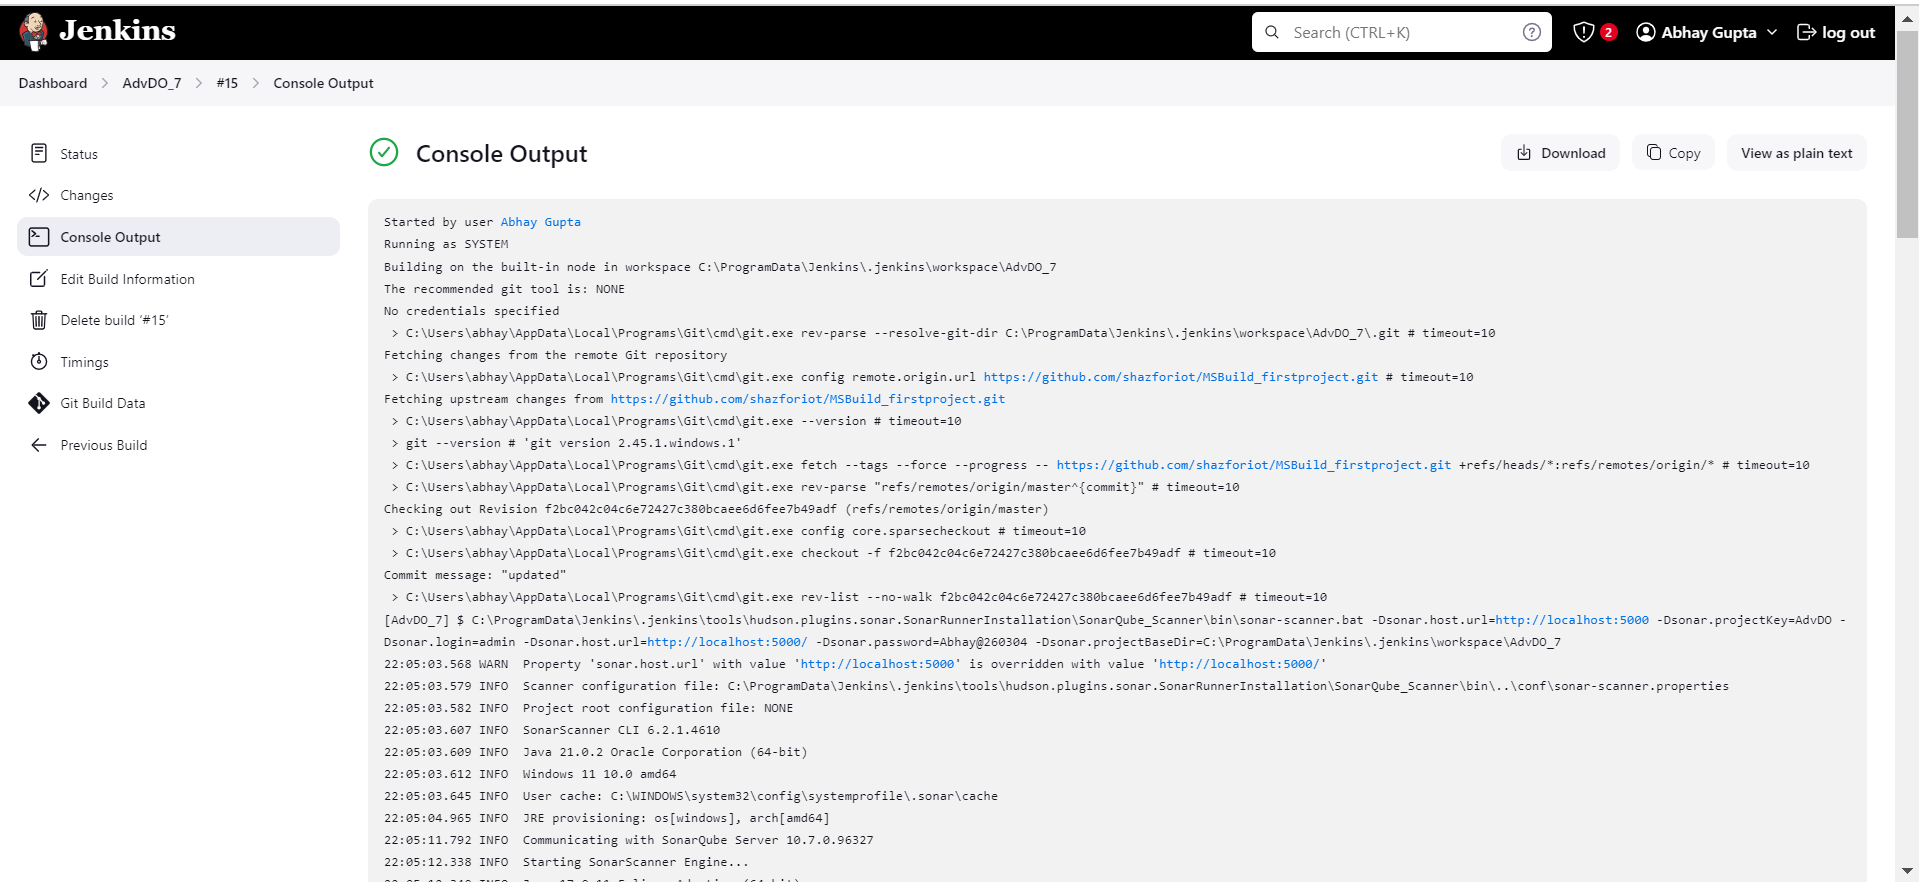 Jenkins
Search (CTRL+K)
2
Abhay Gupta
log out
Dashboard > AdvDO_7 > #15 > Console Output
Status
Changes
Console Output
Edit Build Information
Delete build ‘#15’
Timings
Git Build Data
Previous Build
Console Output
Download
Copy
View as plain text
Started by user Abhay Gupta
Running as SYSTEM
Building on the built-in node in workspace C:\ProgramData\Jenkins\.jenkins\workspace\AdvDO_7
The recommended git tool is: NONE
No credentials specified
> C:\Users\abhay\AppData\Local\Programs\Git\cmd\git.exe rev-parse --resolve-git-dir C:\ProgramData\Jenkins\.jenkins\workspace\AdvDO_7\.git # timeout=10
Fetching changes from the remote Git repository
> C:\Users\abhay\AppData\Local\Programs\Git\cmd\git.exe config remote.origin.url https://github.com/shazforiot/MSBuild_firstproject.git # timeout=10
Fetching upstream changes from https://github.com/shazforiot/MSBuild_firstproject.git
> C:\Users\abhay\AppData\Local\Programs\Git\cmd\git.exe --version # timeout=10
> git --version # 'git version 2.45.1.windows.1'
> C:\Users\abhay\AppData\Local\Programs\Git\cmd\git.exe fetch --tags --force --progress -- https://github.com/shazforiot/MSBuild_firstproject.git +refs/heads/*:refs/remotes/origin/* # timeout=10
> C:\Users\abhay\AppData\Local\Programs\Git\cmd\git.exe rev-parse "refs/remotes/origin/master^{commit}" # timeout=10
Checking out Revision f2bc042c04c6e72427c380bcaee6d6fee7b49adf (refs/remotes/origin/master)
> C:\Users\abhay\AppData\Local\Programs\Git\cmd\git.exe config core.sparsecheckout # timeout=10
> C:\Users\abhay\AppData\Local\Programs\Git\cmd\git.exe checkout -f f2bc042c04c6e72427c380bcaee6d6fee7b49adf # timeout=10
Commit message: "updated"
> C:\Users\abhay\AppData\Local\Programs\Git\cmd\git.exe rev-list --no-walk f2bc042c04c6e72427c380bcaee6d6fee7b49adf # timeout=10
[AdvDO_7] $ C:\ProgramData\Jenkins\.jenkins\tools\hudson.plugins.sonar.SonarRunnerInstallation\SonarQube_Scanner\bin\sonar-scanner.bat -Dsonar.host.url=http://localhost:5000 -Dsonar.projectKey=AdvDO -
Dsonar.login=admin -Dsonar.host.url=http://localhost:5000/ -Dsonar.password=Abhay@260304 -Dsonar.projectBaseDir=C:\ProgramData\Jenkins\.jenkins\workspace\AdvDO_7
22:05:03.568 WARN  Property 'sonar.host.url' with value 'http://localhost:5000' is overridden with value 'http://localhost:5000/'
22:05:03.579 INFO  Scanner configuration file: C:\ProgramData\Jenkins\.jenkins\tools\hudson.plugins.sonar.SonarRunnerInstallation\SonarQube_Scanner\bin\..\conf\sonar-scanner.properties
22:05:03.582 INFO  Project root configuration file: NONE
22:05:03.607 INFO  SonarScanner CLI 6.2.1.4610
22:05:03.609 INFO  Java 21.0.2 Oracle Corporation (64-bit)
22:05:03.612 INFO  Windows 11 10.0 amd64
22:05:03.645 INFO  User cache: C:\WINDOWS\system32\config\systemprofile\.sonar\cache
22:05:04.965 INFO  JRE provisioning: os[windows], arch[amd64]
22:05:11.792 INFO  Communicating with SonarQube Server 10.7.0.96327
22:05:12.338 INFO  Starting SonarScanner Engine...